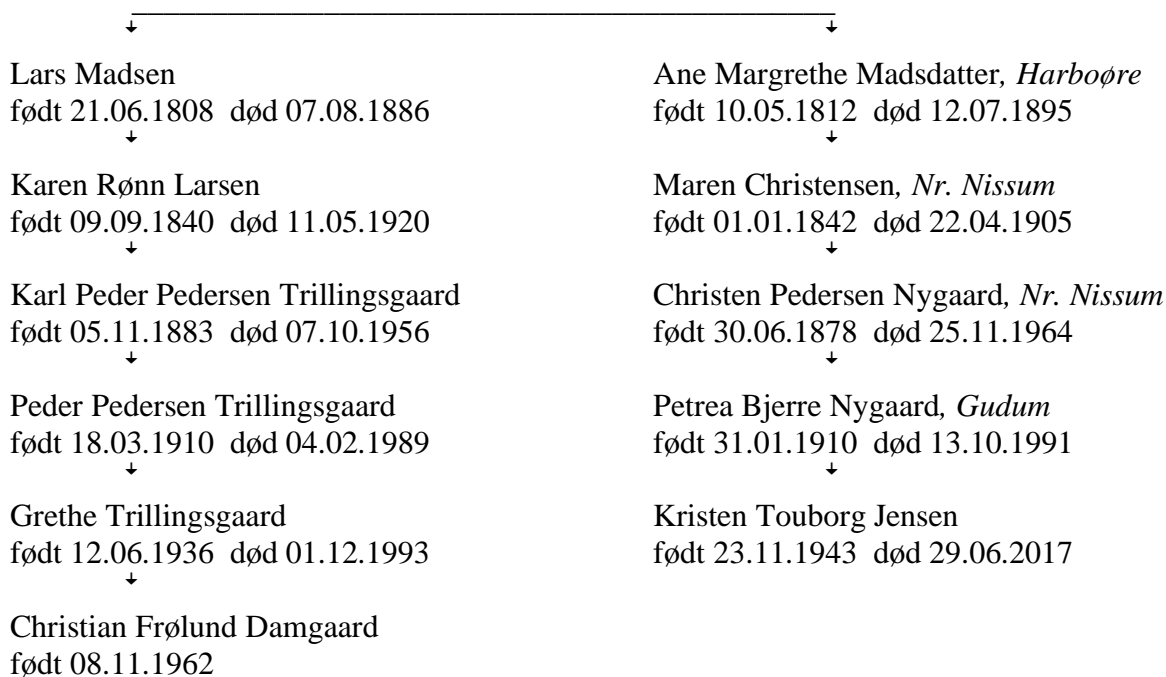 Lars Madsen
født 21.06.1808 død 07.08.1886
Karen Rønn Larsen
født 09.09.1840 død 11.05.1920
Karl Peder Pedersen Trillingsgaard
født 05.11.1883 død 07.10.1956
Peder Pedersen Trillingsgaard
født 18.03.1910 død 04.02.1989
Grethe Trillingsgaard
født 12.06.1936 død 01.12.1993
Christian Frølund Damgaard
født 08.11.1962
Ane Margrethe Madsdatter, Harboøre
født 10.05.1812 død 12.07.1895
Maren Christensen, Nr. Nissum
født 01.01.1842 død 22.04.1905
Christen Pedersen Nygaard, Nr. Nissum
født 30.06.1878 død 25.11.1964
Petrea Bjerre Nygaard, Gudum
født 31.01.1910 død 13.10.1991
Kristen Touborg Jensen
født 23.11.1943 død 29.06.2017